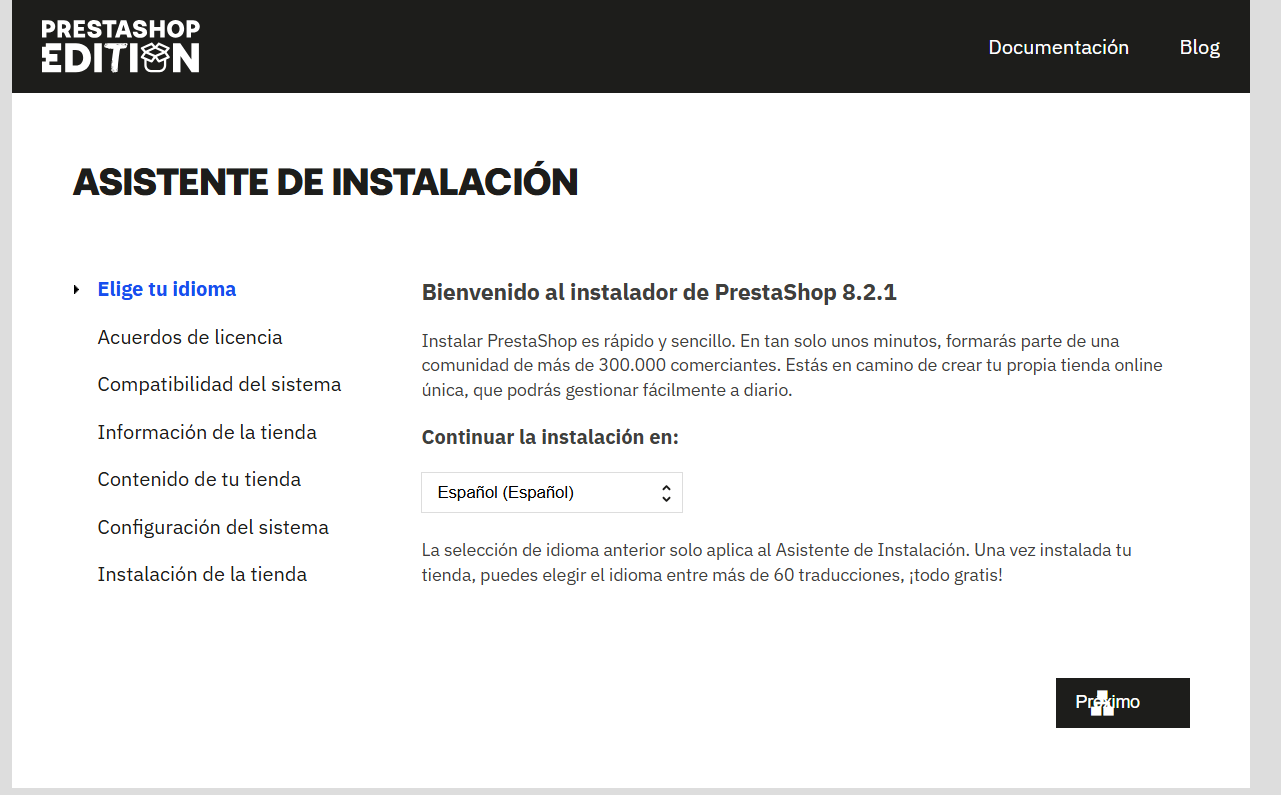 PRESTASHOP
EDITION
Documentación
Blog
ASISTENTE DE INSTALACIÓN
Elige tu idioma
Acuerdos de licencia
Compatibilidad del sistema
Información de la tienda
Contenido de tu tienda
Configuración del sistema
Instalación de la tienda
Bienvenido al instalador de PrestaShop 8.2.1
Instalar PrestaShop es rápido y sencillo. En tan solo unos minutos, formarás parte de una
comunidad de más de 300.000 comerciantes. Estás en camino de crear tu propia tienda online
única, que podrás gestionar fácilmente a diario.
Continuar la instalación en:
Español (Español)
La selección de idioma anterior solo aplica al Asistente de Instalación. Una vez instalada tu
tienda, puedes elegir el idioma entre más de 60 traducciones, ¡todo gratis!
Próximo